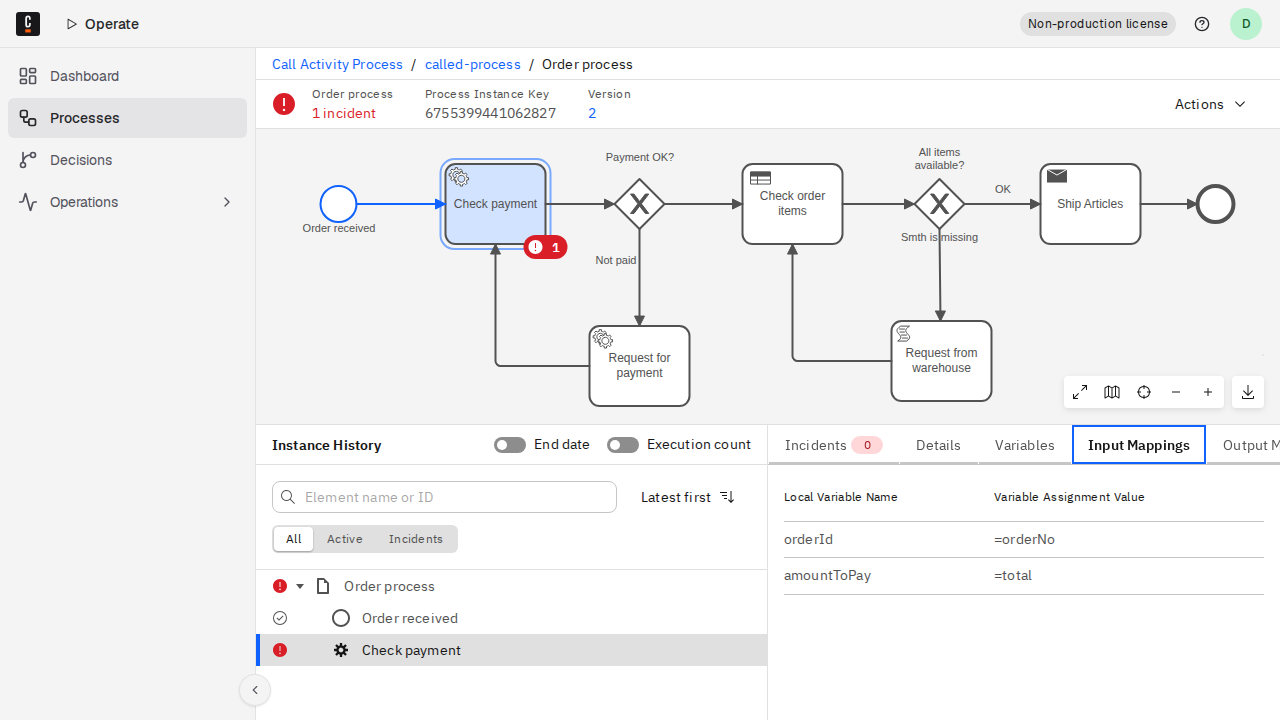 Operate
Non-production license
D
Dashboard
Processes
Decisions
Operations
Call Activity Process / called-process / Order process
Order process
1 incident
Process Instance Key
6755399441062827
Version
2
Actions
Order received
Check payment
1
Payment OK?
Not paid
Request for
payment
Check order
items
All items
available?
OK
Smth is missing
Request from
warehouse
Ship Articles
Instance History
End date
Execution count
Element name or ID
Latest first
All
Active
Incidents
Order process
Order received
Check payment
Incidents 0
Details
Variables
Input Mappings
Output M
Local Variable Name
Variable Assignment Value
orderId
=orderNo
amountToPay
=total